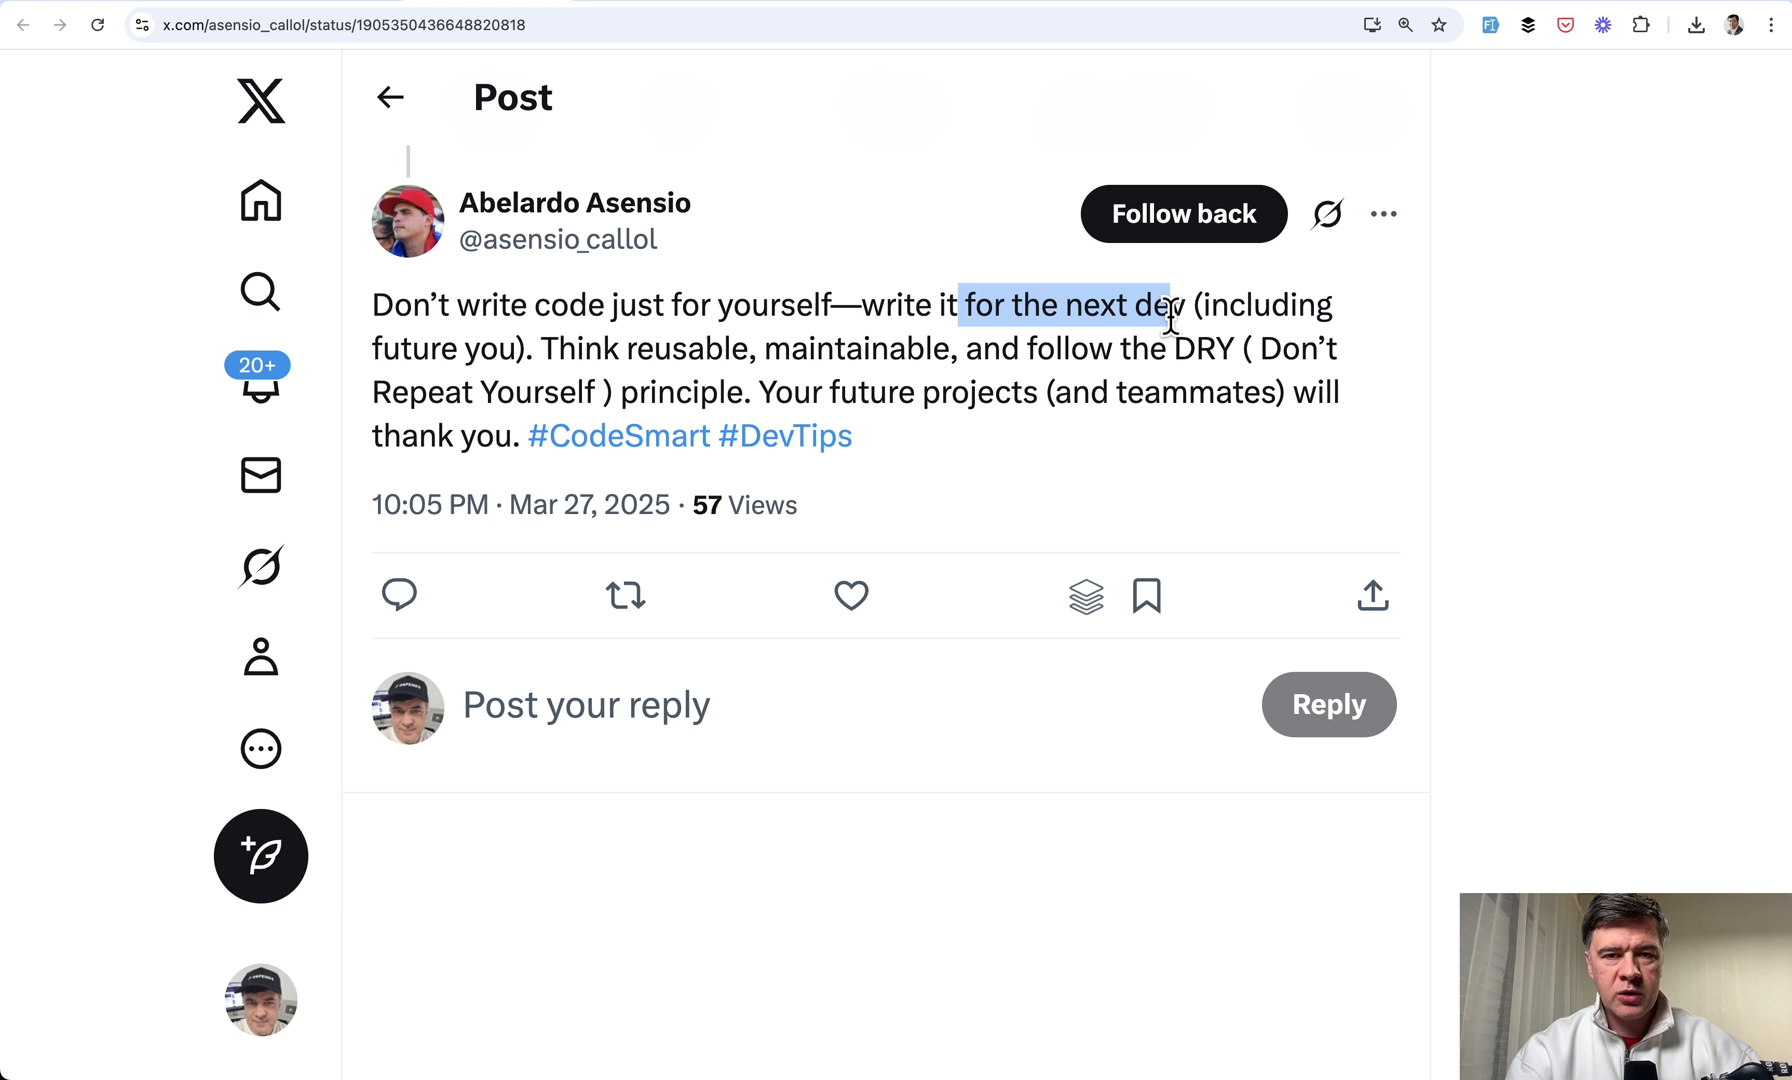 x.com/asensio_callol/status/1905350436648820818
Post
Abelardo Asensio
@asensio_callol
Follow back
Don’t write code just for yourself—write it for the next dev (including
future you). Think reusable, maintainable, and follow the DRY ( Don’t
Repeat Yourself ) principle. Your future projects (and teammates) will
thank you. #CodeSmart #DevTips
20+
10:05 PM · Mar 27, 2025 · 57 Views
Post your reply
Reply